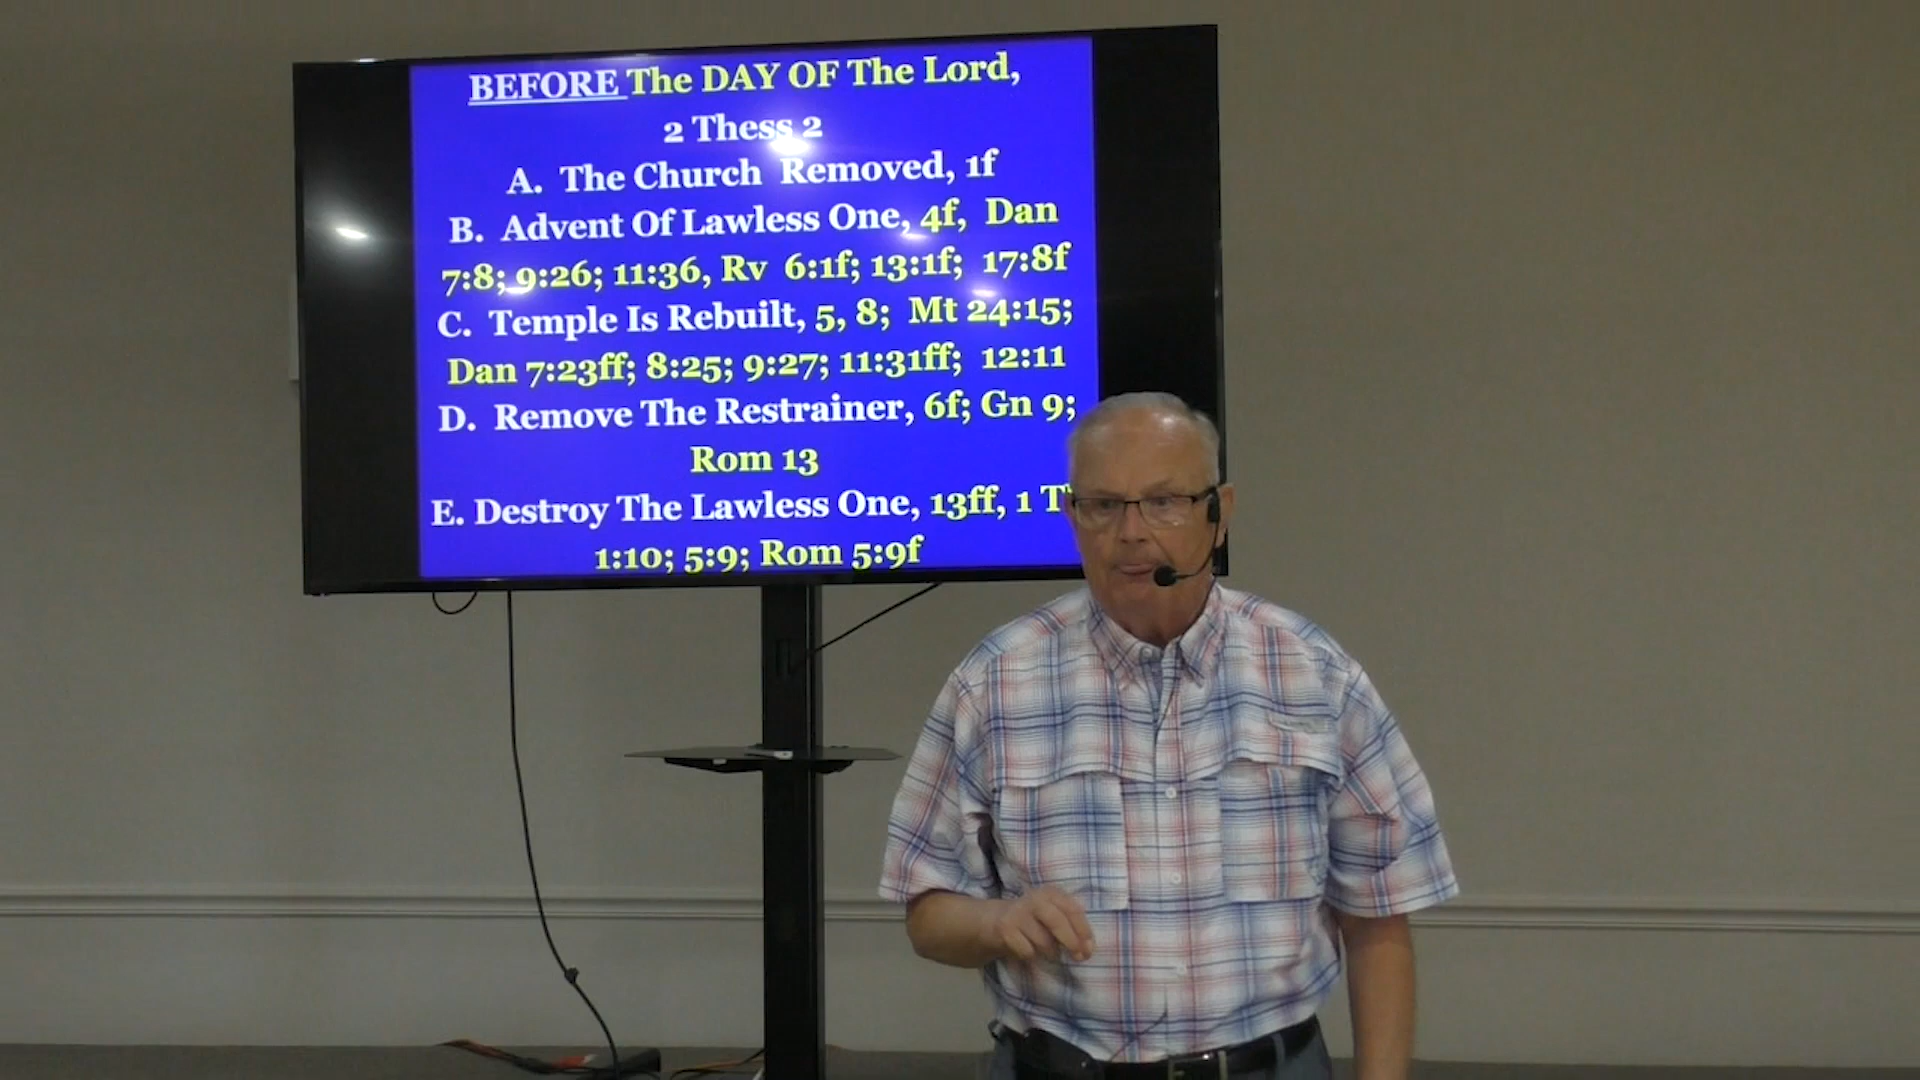 BEFORE The DAY OF The Lord,
2 Thess 2
A. The Church Removed, 1f
B. Advent Of Lawless One, 4f, Dan
7:8; 9:26; 11:36, Rv 6:1f; 13:1f; 17:8f
C. Temple Is Rebuilt, 5, 8; Mt 24:15;
Dan 7:23ff; 8:25; 9:27; 11:31ff; 12:11
D. Remove The Restrainer, 6f; Gn 9;
Rom 13
E. Destroy The Lawless One, 13ff, 1
1:10; 5:9; Rom 5:9f